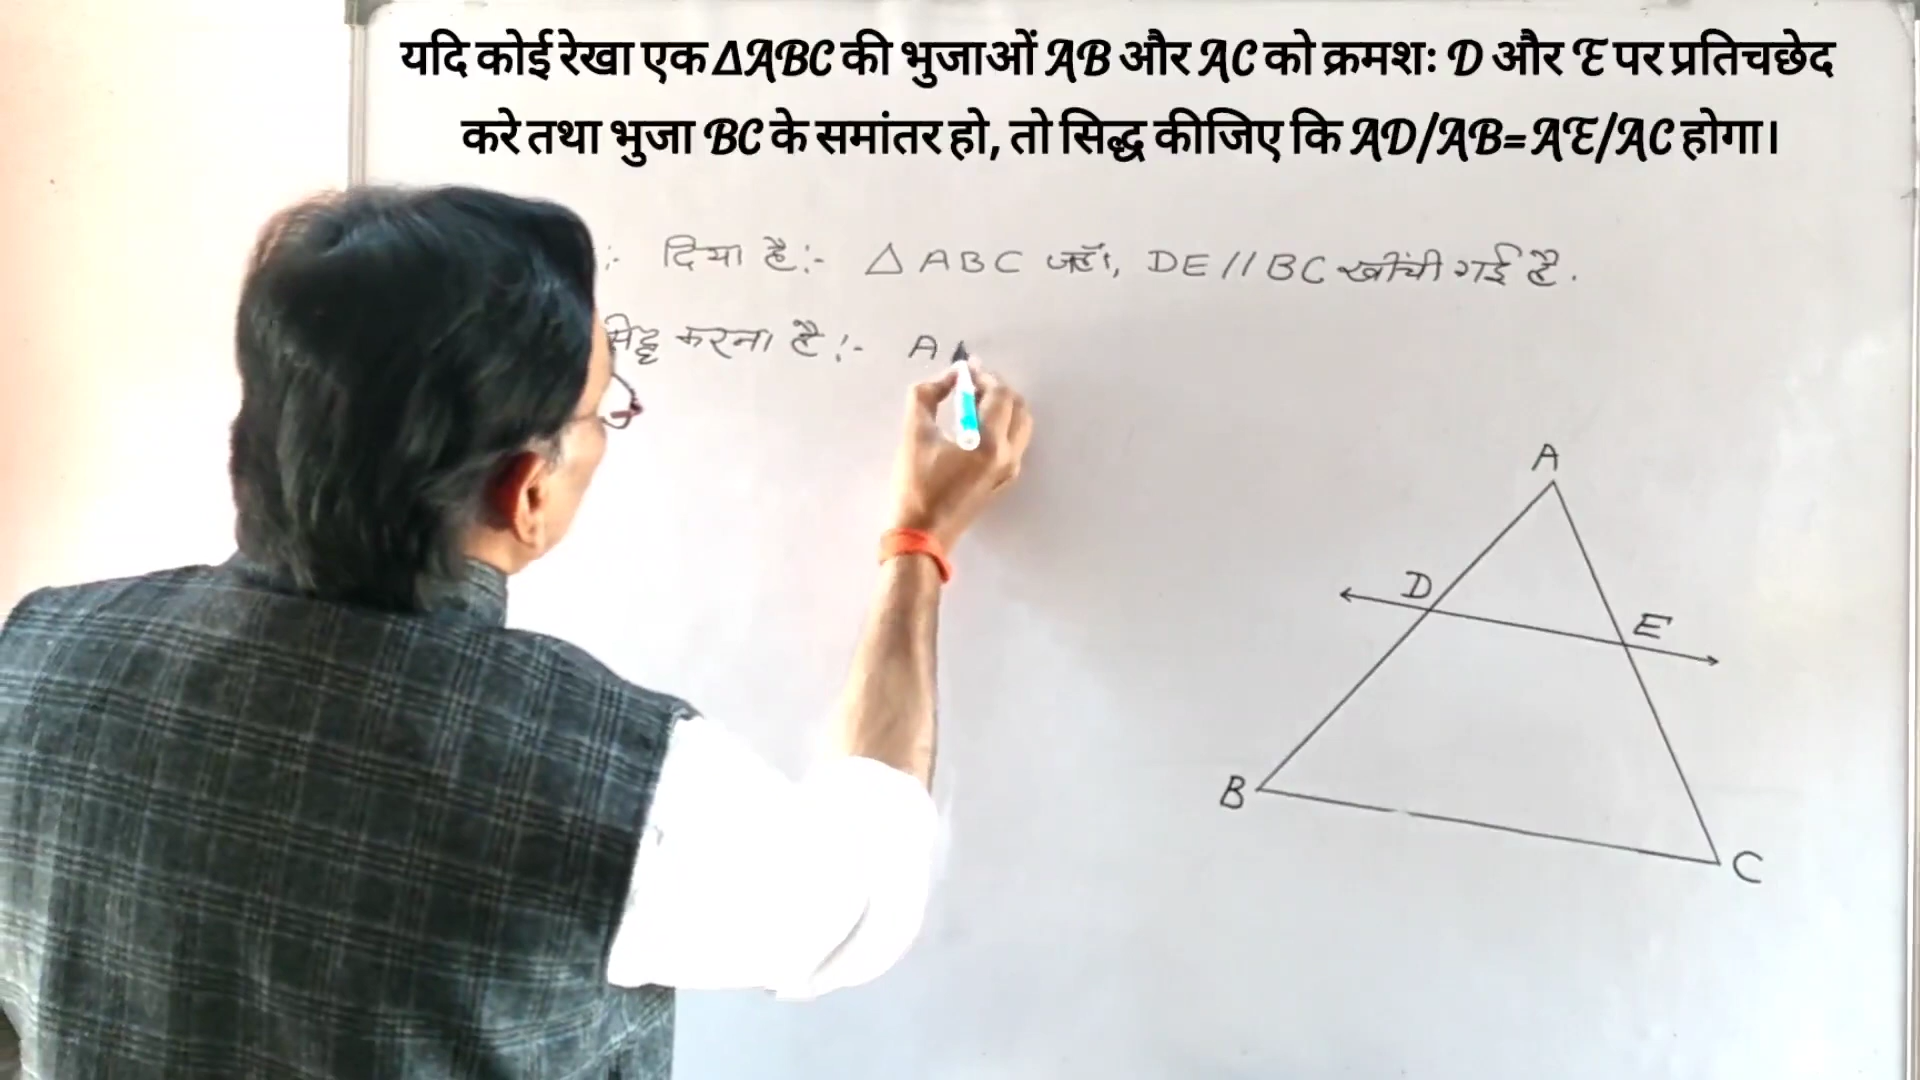 यदि कोई रेखा एक ΔABC की भुजाओं AB और AC को क्रमशः D और E पर प्रतिचछेद
करे तथा भुजा BC के समांतर हो, तो सिद्ध कीजिए कि AD/AB=AE/AC होगा।
:- दिया है:- △ ABC जहाँ, DE//BC खींची गई है.
सिद्ध करना है:- A
A
D
E
B
C